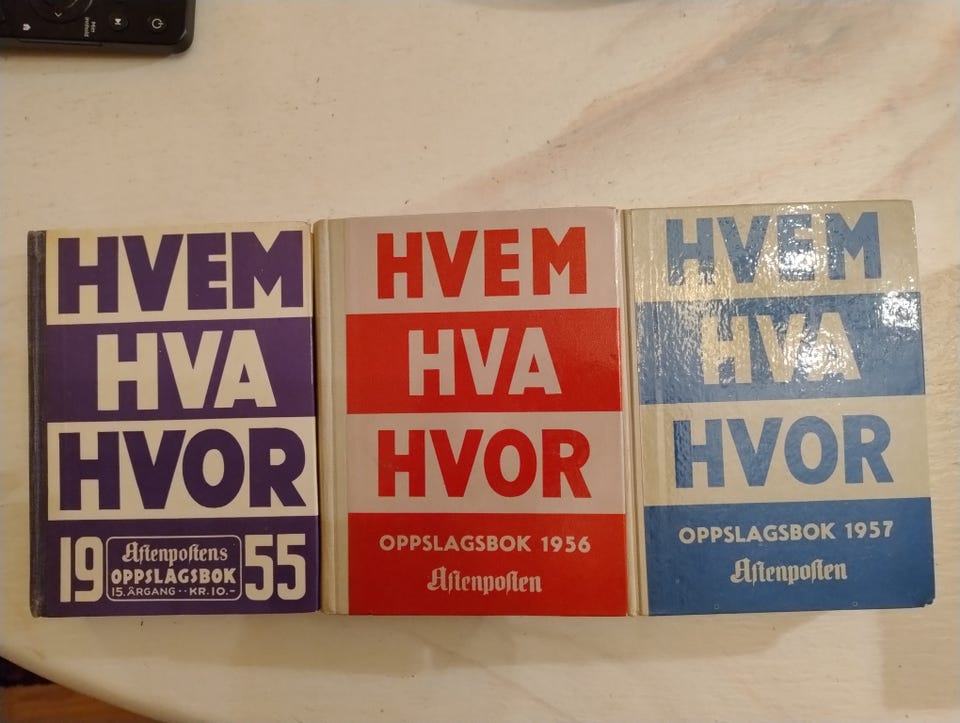 HVEM
HVA
HVOR
19 Aftenpostens 55
OPPSLAGSBOK
15. ÅRGANG · · KR. 10.-
HVEM
HVA
HVOR
OPPSLAGSBOK 1956
Aftenposten
HVEM
HVA
HVOR
OPPSLAGSBOK 1957
Aftenposten